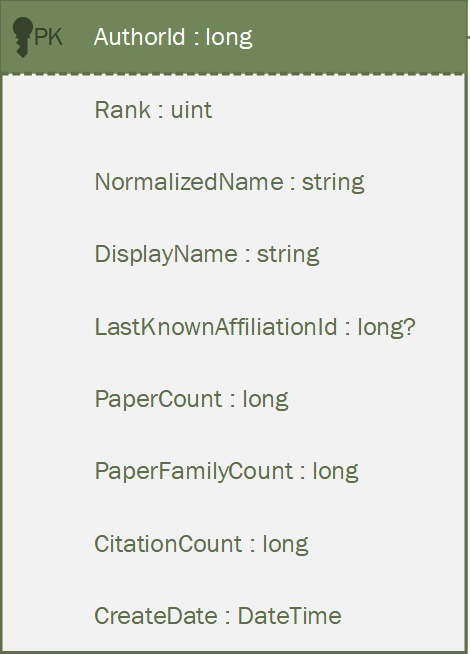 PK AuthorId : long
Rank : uint
NormalizedName : string
DisplayName : string
LastKnownAffiliationId : long?
PaperCount : long
PaperFamilyCount : long
CitationCount : long
CreateDate : DateTime